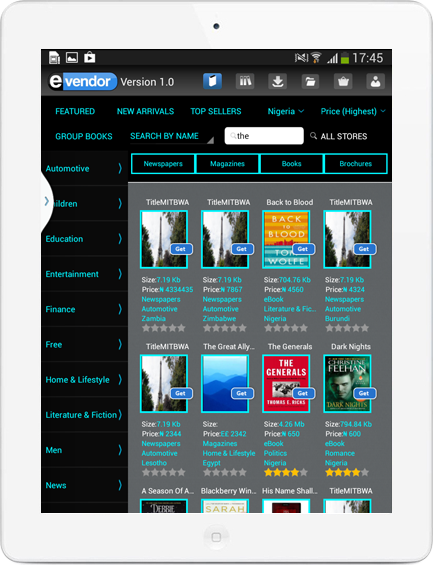 17:45
evendor Version 1.0
FEATURED NEW ARRIVALS TOP SELLERS Nigeria Price (Highest)
GROUP BOOKS SEARCH BY NAME the ALL STORES
Newspapers Magazines Books Brochures
Automotive
ildren
Education
Entertainment
Finance
Free
Home & Lifestyle
Literature & Fiction
Men
News
TitleMITBWA TitleMITBWA Back to Blood TitleMITBWA
BACK TO BLOOD TOM WOLFE
Get Get Get Get
Size:7.19 Kb Size:7.19 Kb Size:704.76 Kb Size:7.19 Kb
Price:₦ 4334435 Price:₦ 7867 Price:₦ 4560 Price:₦ 4324
Newspapers Newspapers eBook Newspapers
Automotive Automotive Literature & Fic... Automotive
Zambia Zimbabwe Nigeria Burundi
TitleMITBWA The Great Ally... The Generals Dark Nights
THE GENERALS THOMAS E. RICKS
CHRISTINE FEEHAN DARK NIGHTS
Get Get Get Get
Size:7.19 Kb Size:4.26 Mb Size:794.84 Kb
Price:₦ 2344 Price:E£ 2342 Price:₦ 650 Price:₦ 600
Newspapers Magazines eBook eBook
Automotive Home & Lifestyle Politics Romance
Lesotho Egypt Nigeria Nigeria
A Season Of A... Blackberry Win... His Name Shall... TitleMITBWA
DEBBIE SARAH